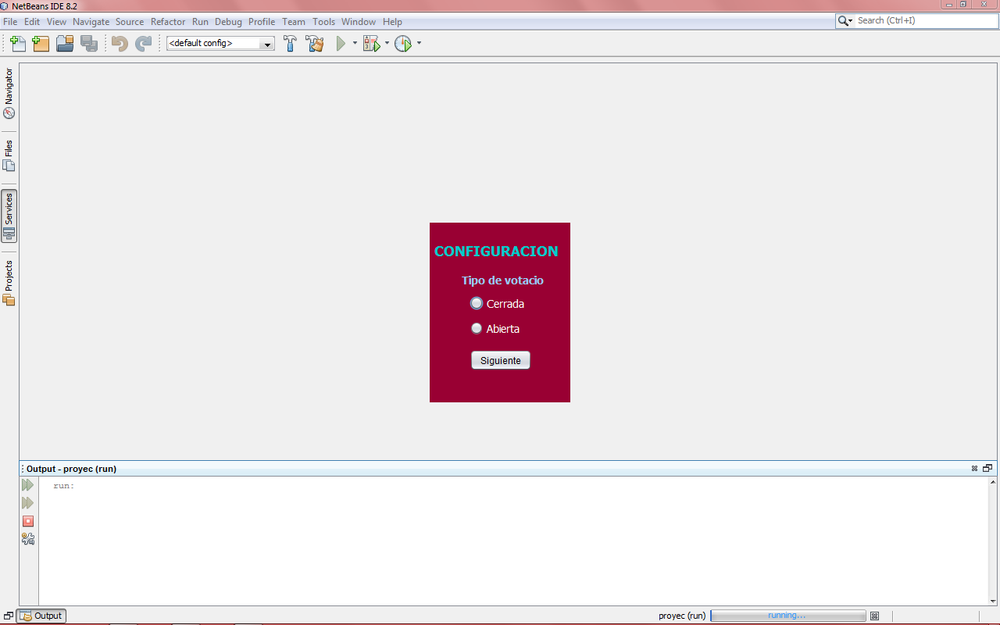 NetBeans IDE 8.2
File Edit View Navigate Source Refactor Run Debug Profile Team Tools Window Help
Search (Ctrl+I)
<default config>
Navigator
Files
Services
Projects
CONFIGURACION
Tipo de votacio
Cerrada
Abierta
Siguiente
Output - proyec (run)
run:
Output
proyec (run)
running...